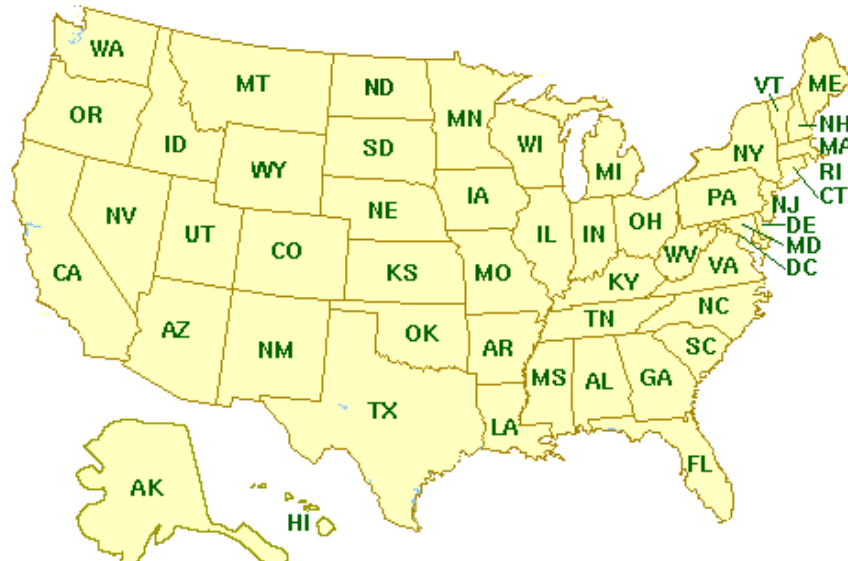 WA
MT
ND
MN
VT
ME
OR
ID
SD
WI
MI
NY
NH
MA
WY
RI
IA
PA
CT
NV
NE
NJ
UT
CO
IL
IN
OH
DE
WV
MD
CA
KS
MO
KY
VA
DC
AZ
NM
OK
AR
TN
NC
SC
TX
MS
AL
GA
LA
FL
AK
HI